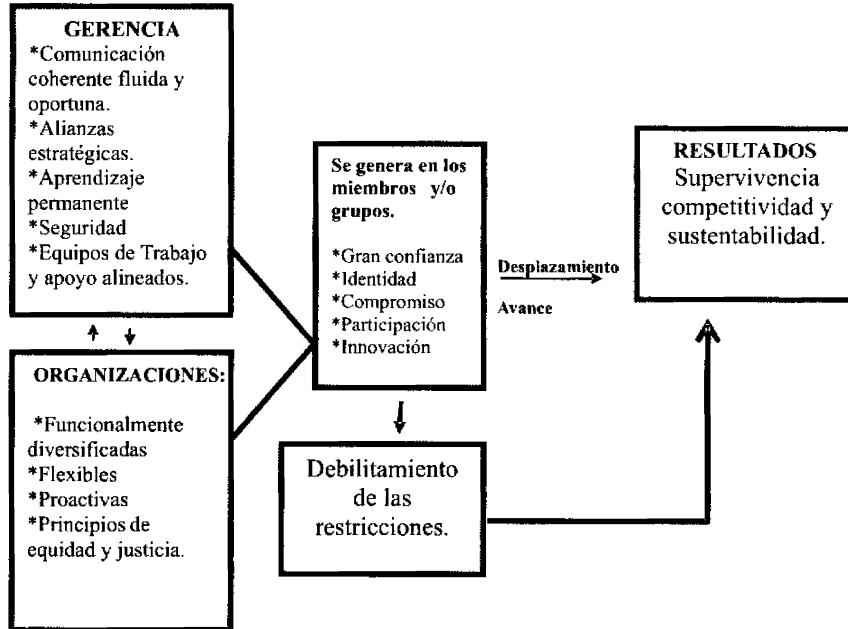 GERENCIA
*Comunicación
coherente fluida y
oportuna.
*Alianzas
estratégicas.
*Aprendizaje
permanente
*Seguridad
*Equipos de Trabajo
y apoyo alineados.
ORGANIZACIONES:
*Funcionalmente
diversificadas
*Flexibles
*Proactivas
*Principios de
equidad y justicia.
Se genera en los
miembros y/o
grupos.
*Gran confianza
*Identidad
*Compromiso
*Participación
*Innovación
Desplazamiento
Avance
Debilitamiento
de las
restricciones.
RESULTADOS
Supervivencia
competitividad y
sustentabilidad.